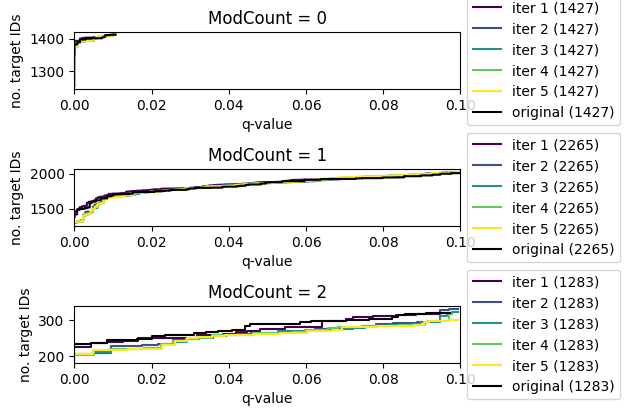 ModCount = 0
no. target IDs
1400
1300
0.00 0.02 0.04 0.06 0.08 0.10
q-value
iter 1 (1427)
iter 2 (1427)
iter 3 (1427)
iter 4 (1427)
iter 5 (1427)
original (1427)
ModCount = 1
no. target IDs
2000
1500
0.00 0.02 0.04 0.06 0.08 0.10
q-value
iter 1 (2265)
iter 2 (2265)
iter 3 (2265)
iter 4 (2265)
iter 5 (2265)
original (2265)
ModCount = 2
no. target IDs
300
200
0.00 0.02 0.04 0.06 0.08 0.10
q-value
iter 1 (1283)
iter 2 (1283)
iter 3 (1283)
iter 4 (1283)
iter 5 (1283)
original (1283)